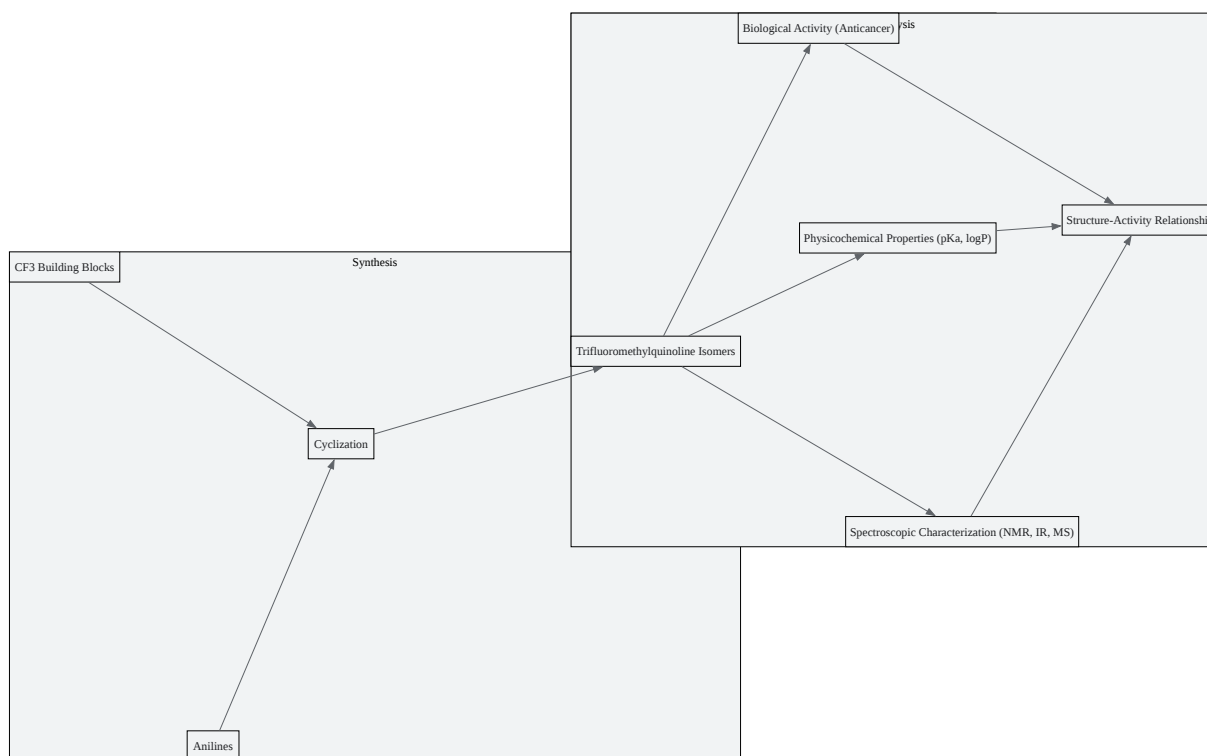 Biological Activity (Anticancer)
Structure-Activity Relationshi
Physicochemical Properties (pKa, logP)
CF3 Building Blocks
Synthesis
Trifluoromethylquinoline Isomers
Cyclization
Spectroscopic Characterization (NMR, IR, MS)
Anilines